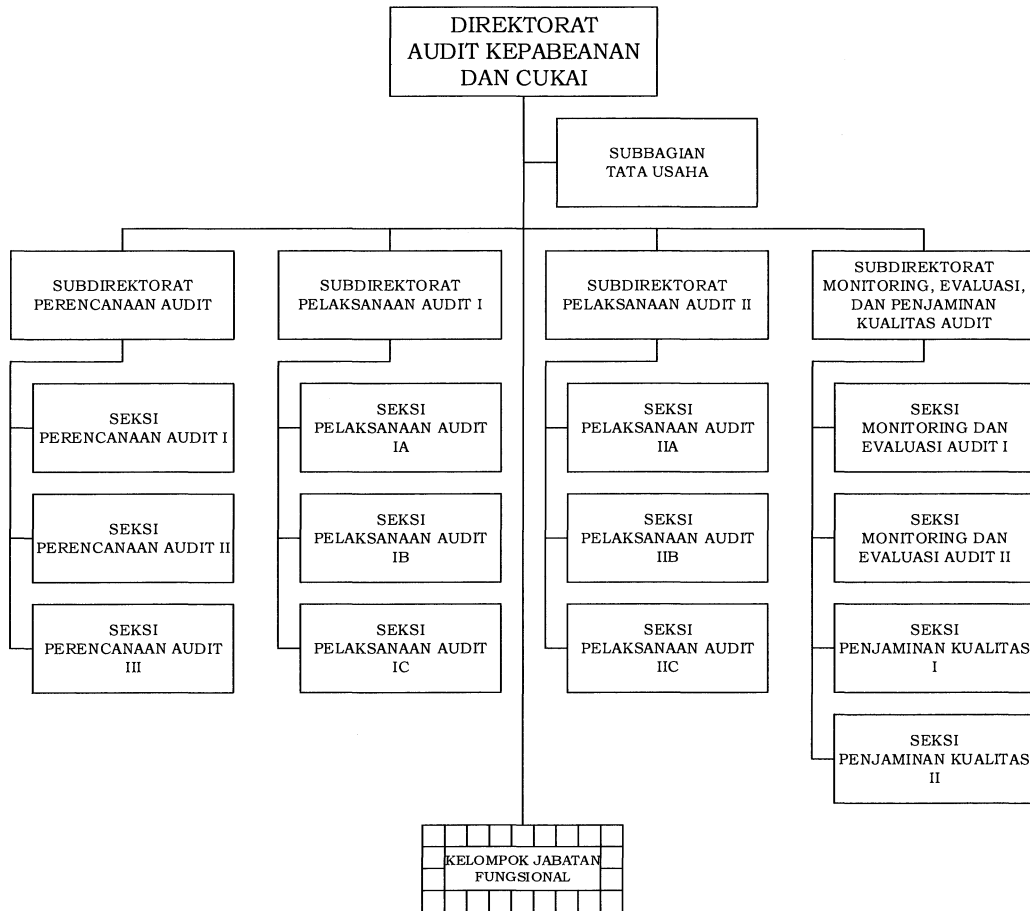 DIREKTORAT
AUDIT KEPABEANAN
DAN CUKAI
SUBBAGIAN
TATA USAHA
SUBDIREKTORAT
PERENCANAAN AUDIT
SUBDIREKTORAT
PELAKSANAAN AUDIT I
SUBDIREKTORAT
PELAKSANAAN AUDIT II
SUBDIREKTORAT
MONITORING, EVALUASI,
DAN PENJAMINAN
KUALITAS AUDIT
SEKSI
PERENCANAAN AUDIT I
SEKSI
PELAKSANAAN AUDIT
IA
SEKSI
PELAKSANAAN AUDIT
IIA
SEKSI
MONITORING DAN
EVALUASI AUDIT I
SEKSI
PERENCANAAN AUDIT II
SEKSI
PELAKSANAAN AUDIT
IB
SEKSI
PELAKSANAAN AUDIT
IIB
SEKSI
MONITORING DAN
EVALUASI AUDIT II
SEKSI
PERENCANAAN AUDIT
III
SEKSI
PELAKSANAAN AUDIT
IC
SEKSI
PELAKSANAAN AUDIT
IIC
SEKSI
PENJAMINAN KUALITAS
I
SEKSI
PENJAMINAN KUALITAS
II
KELOMPOK JABATAN
FUNGSIONAL